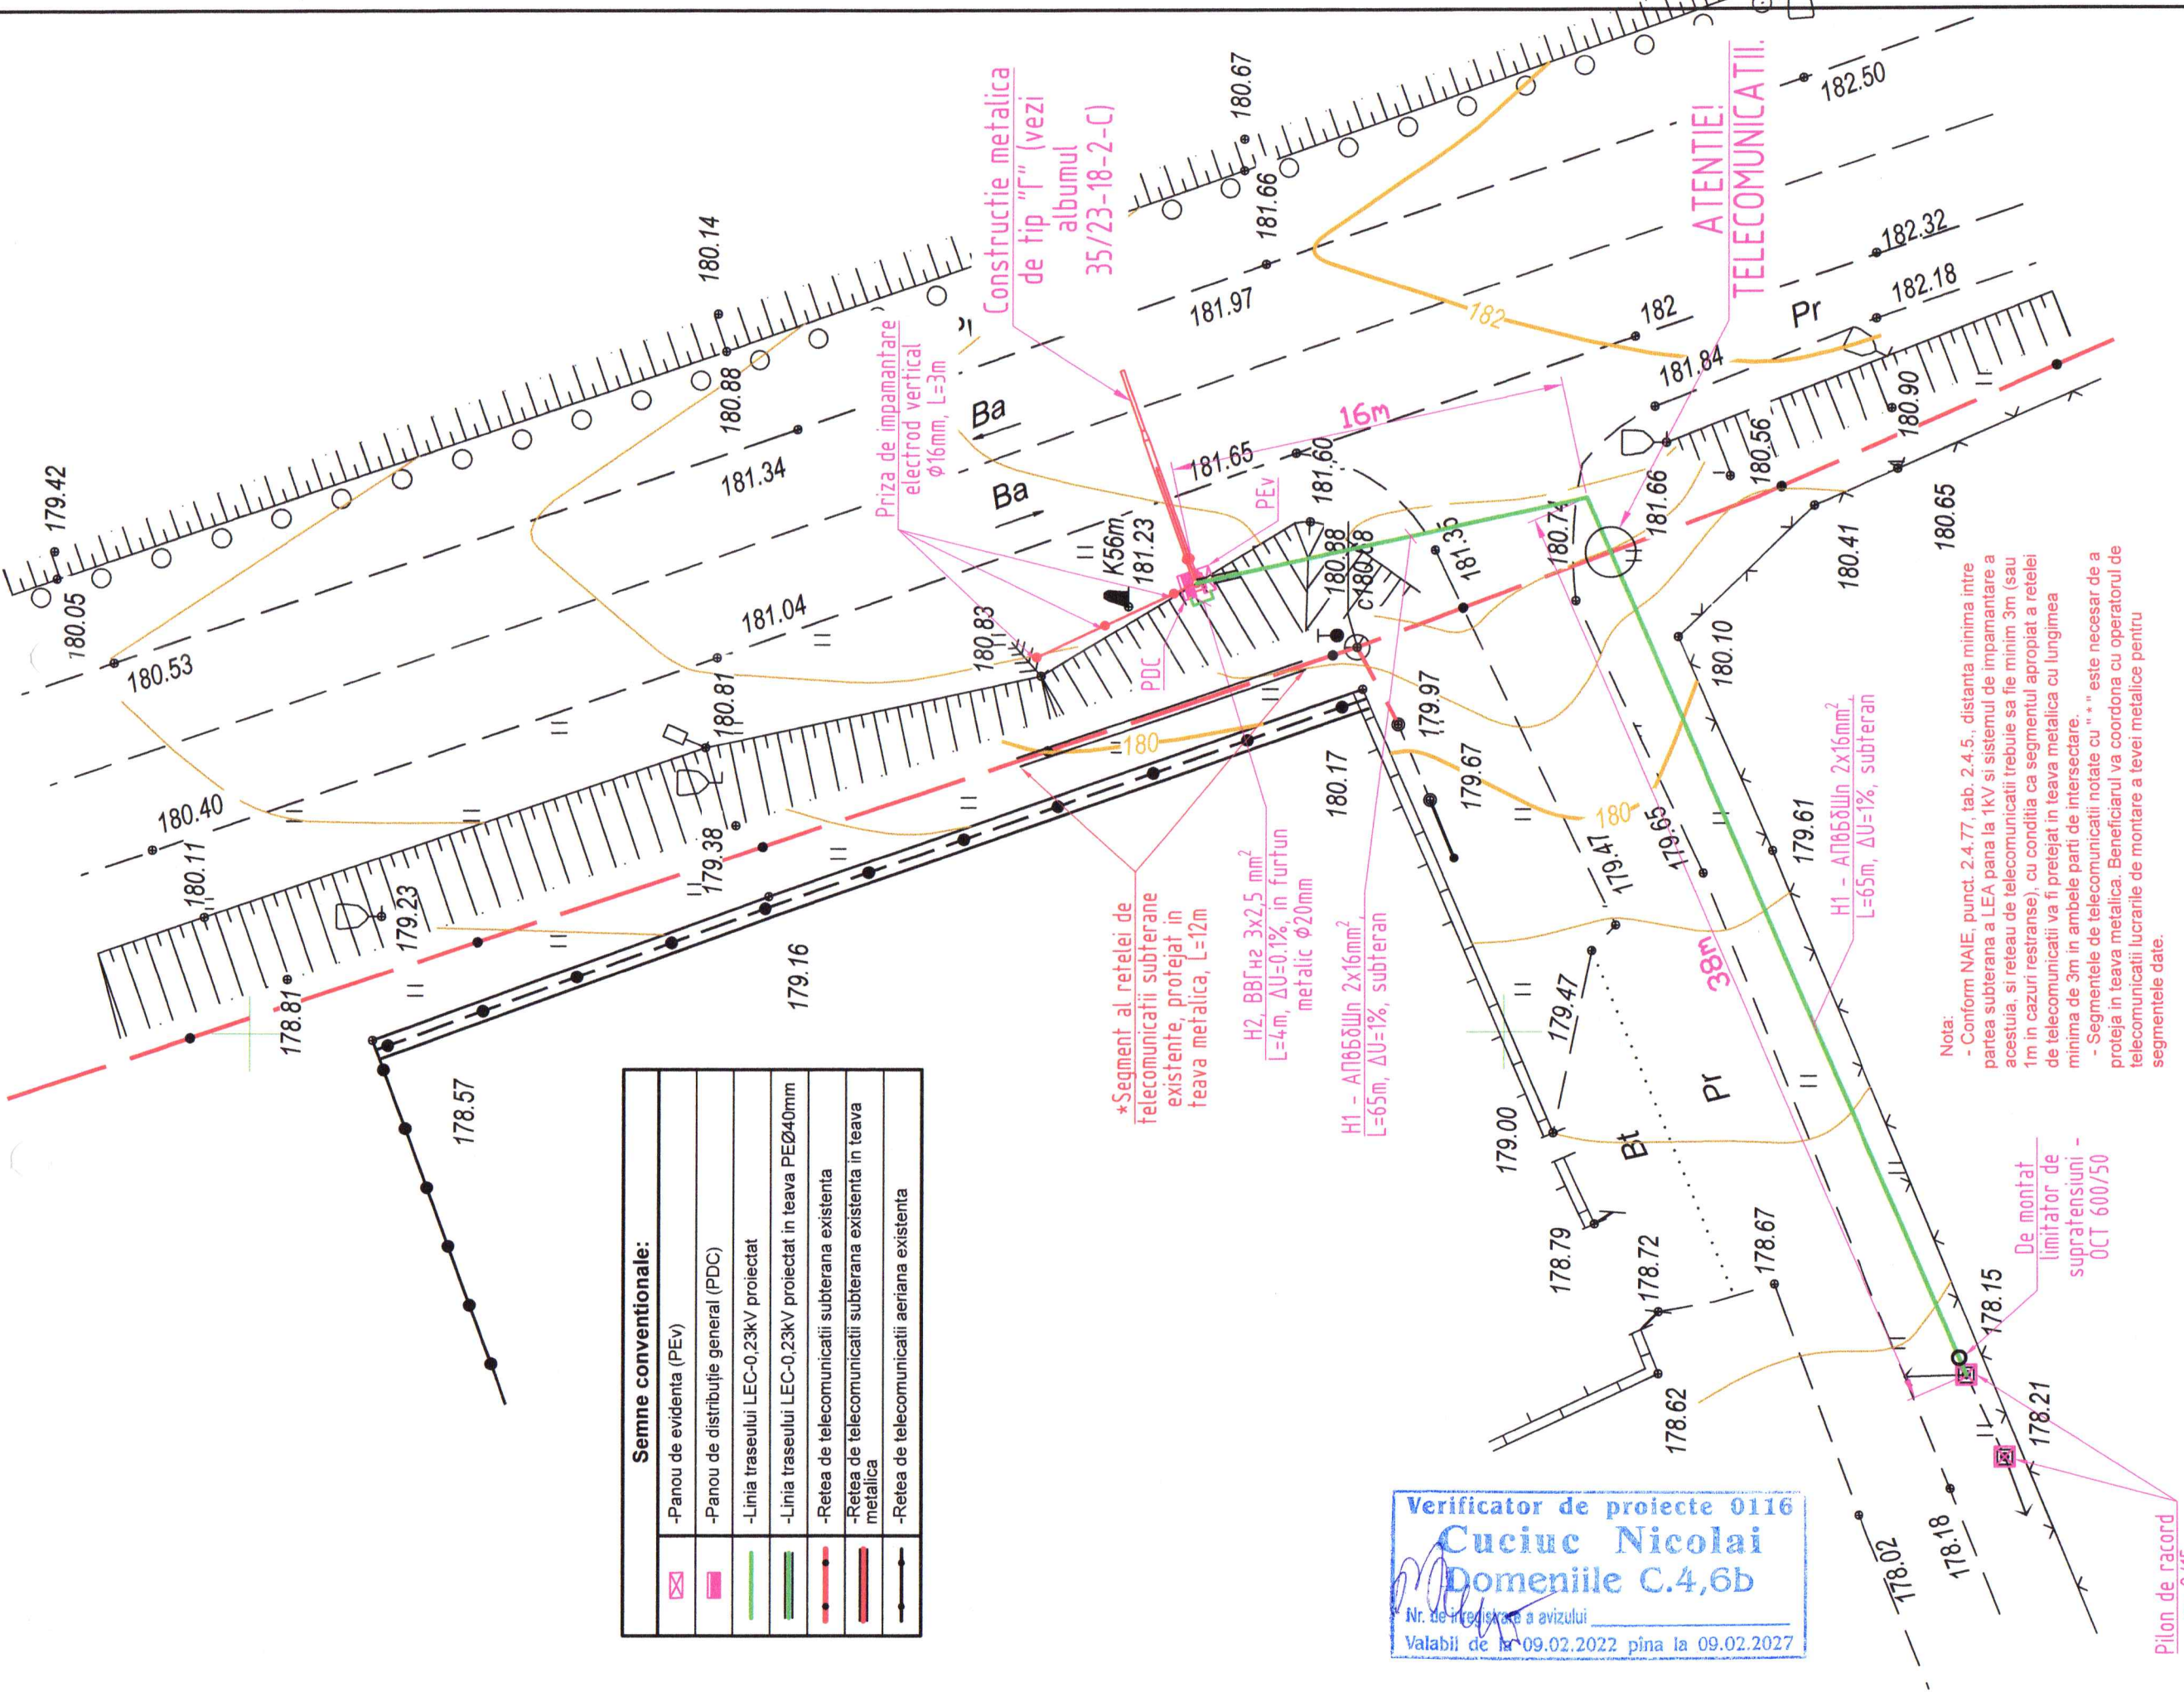 179.42
180.05
180.53
180.40
180.11
179.23
178.81
178.57
179.16
179.38
180.81
181.04
180.83
181.34
180.88
180.14
Priza de impamantare
electrod vertical
ϕ16mm, L=3m
Ba
Ba
Constructie metalica
de tip "Γ" (vezi
albumul
35/23-18-2-C)
180.67
181.66
181.97
182
182
181.84
Pr
182.18
182.32
182.50
ATENTIE!
TELECOMUNICATII.
K56m
181.23
181.65
181.60
16m
PEv
PDC
180.88
c180.88
181.35
180.74
181.66
180.56
180.90
180.65
180.41
180.10
179.97
179.67
180.17
180
180
179.47
179.65
179.61
179.47
179.00
178.79
178.72
178.67
178.62
Bt
Pr
38m
*Segment al retelei de
telecomunicatii subterane
existente, protejat in
teava metalica, L=12m
H2, ВВГнг 3x2,5 mm²
L=4m, ΔU=0.1%, in furtun
metalic ϕ20mm
H1 - АПВБбШп 2x16mm²,
L=65m, ΔU=1%, subteran
H1 - АПВБбШп 2x16mm²,
L=65m, ΔU=1%, subteran
Nota:
- Conform NAIE, punct. 2.4.77, tab. 2.4.5., distanta minima intre
partea subterana a LEA pana la 1kV si sistemul de impamantare a
acestuia, si reteau de telecomunicatii trebuie sa fie minim 3m (sau
1m in cazuri restranse), cu conditia ca segmentul apropiat a retelei
de telecomunicatii va fi pretejat in teava metalica cu lungimea
minima de 3m in ambele parti de intersectare.
- Segmentele de telecomunicatii notate cu " * " este necesar de a
proteja in teava metalica. Beneficiarul va coordona cu operatorul de
telecomunicatii lucrarile de montare a tevei metalice pentru
segmentele date.
De montat
limitator de
supratensiuni -
ОСТ 600/50
178.15
178.21
178.02
178.18
Pilon de racord
Semne conventionale:
-Panou de evidenta (PEv)
-Panou de distribuție general (PDC)
-Linia traseului LEC-0,23kV proiectat
-Linia traseului LEC-0,23kV proiectat in teava PEØ40mm
-Retea de telecomunicatii subterana existenta
-Retea de telecomunicatii subterana existenta in teava
metalica
-Retea de telecomunicatii aeriana existenta
Verificator de proiecte 0116
Cuciuc Nicolai
Domeniile C.4,6b
Nr. de inregistrare a avizului
Valabil de la 09.02.2022 pîna la 09.02.2027